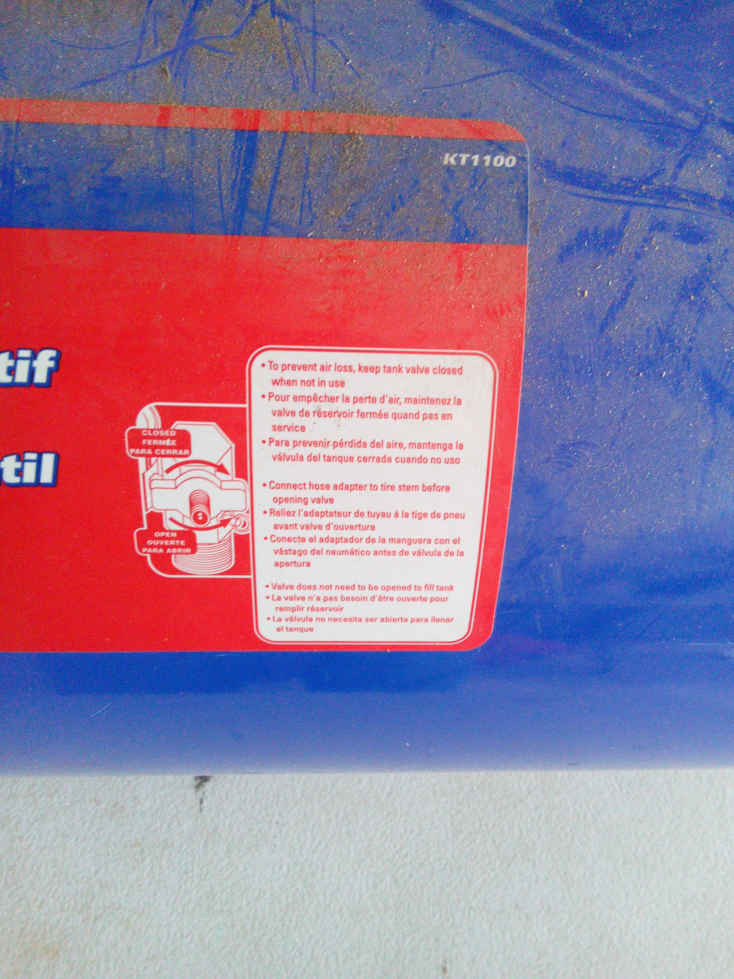 KT1100
tif
til
CLOSED
FERMÉE
PARA CERRAR
OPEN
OUVERTE
PARA ABRIR
• To prevent air loss, keep tank valve closed
when not in use
• Pour empêcher la perte d'air, maintenez la
valve de réservoir fermée quand pas en
service
• Para prevenir pérdida del aire, mantenga la
válvula del tanque cerrada cuando no uso
• Connect hose adapter to tire stem before
opening valve
• Reliez l'adaptateur de tuyau á la tige de pneu
avant valve d'ouverture
• Conecte el adaptador de la manguera con el
vástago del neumático antes de válvula de la
apertura
• Valve does not need to be opened to fill tank
• La valve n'a pas besoin d'être ouverte pour
remplir réservoir
• La válvula no necesita ser abierta para llenar
el tanque